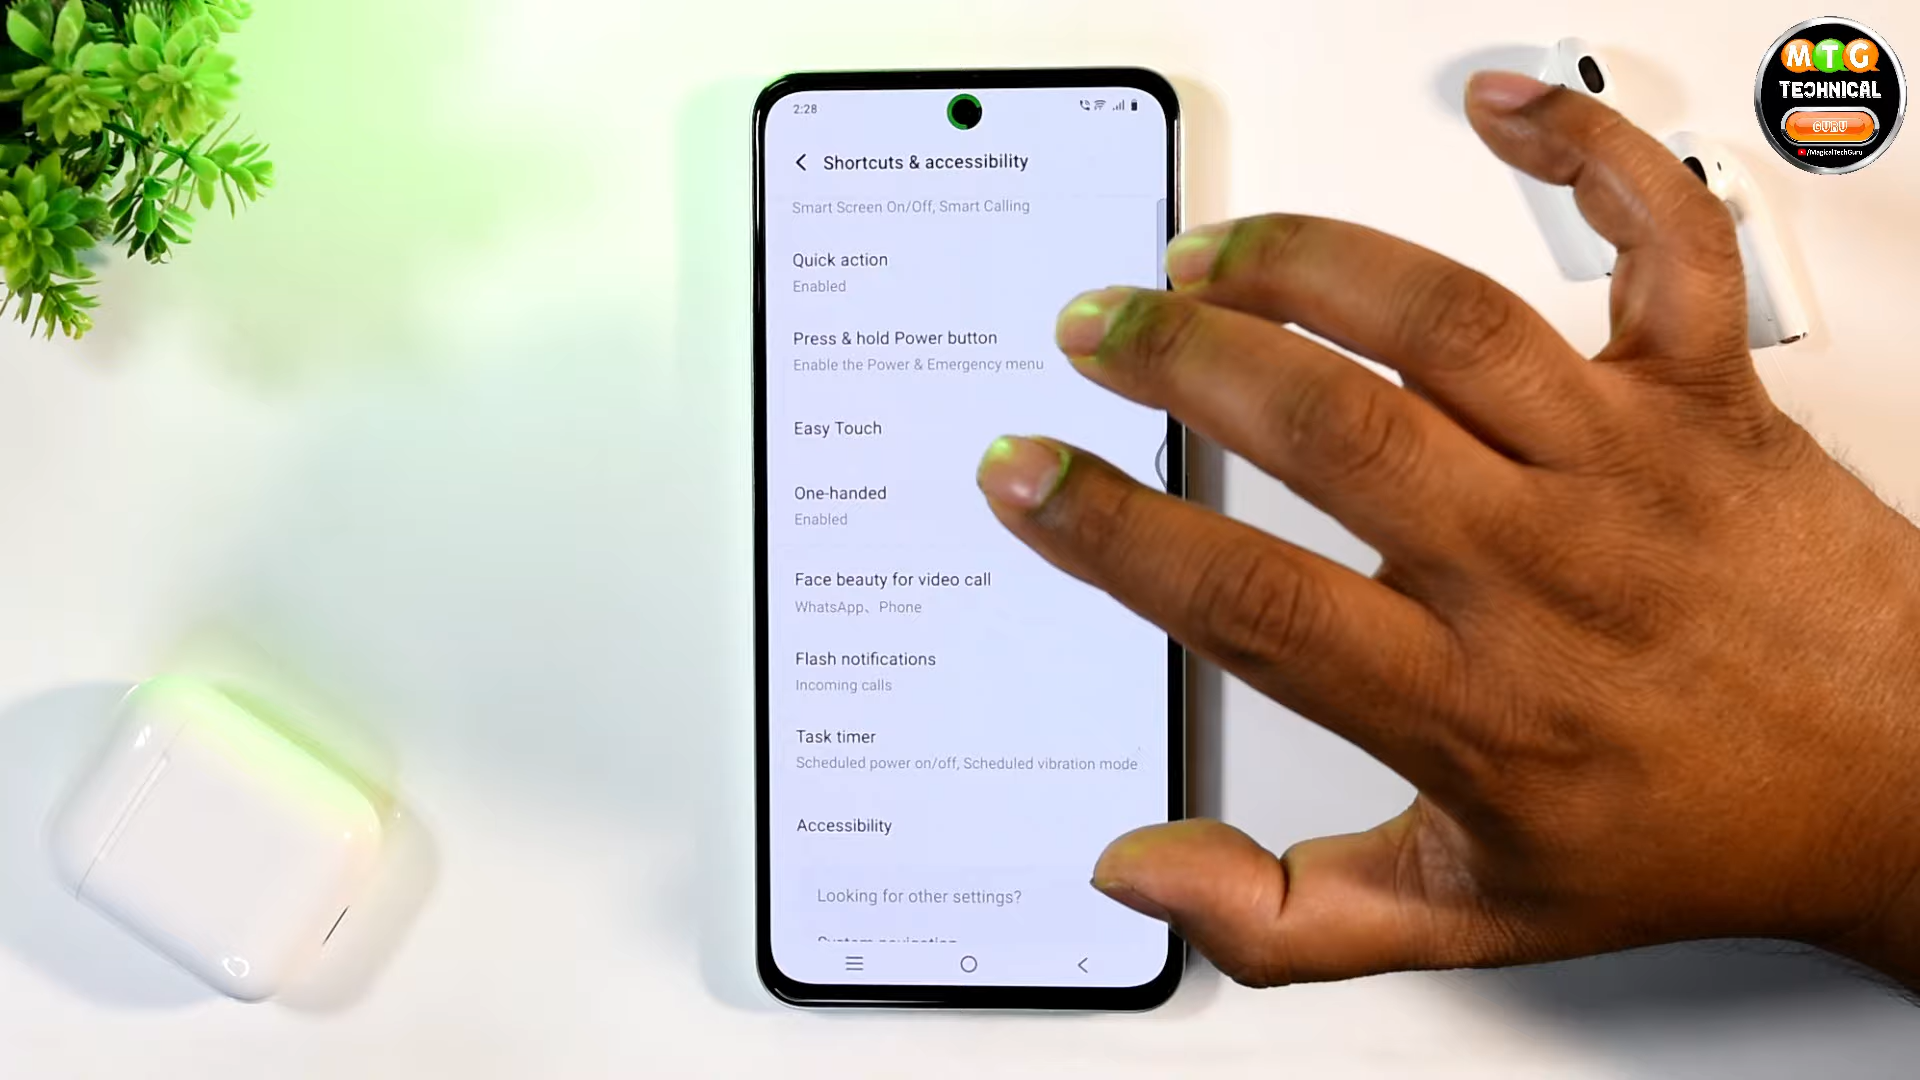 MTG
TECHNICAL
GURU
/MagicalTechGuru
2:28
Shortcuts & accessibility
Smart Screen On/Off, Smart Calling
Quick action
Enabled
Press & hold Power button
Enable the Power & Emergency menu
Easy Touch
One-handed
Enabled
Face beauty for video call
WhatsApp、Phone
Flash notifications
Incoming calls
Task timer
Scheduled power on/off, Scheduled vibration mode
Accessibility
Looking for other settings?